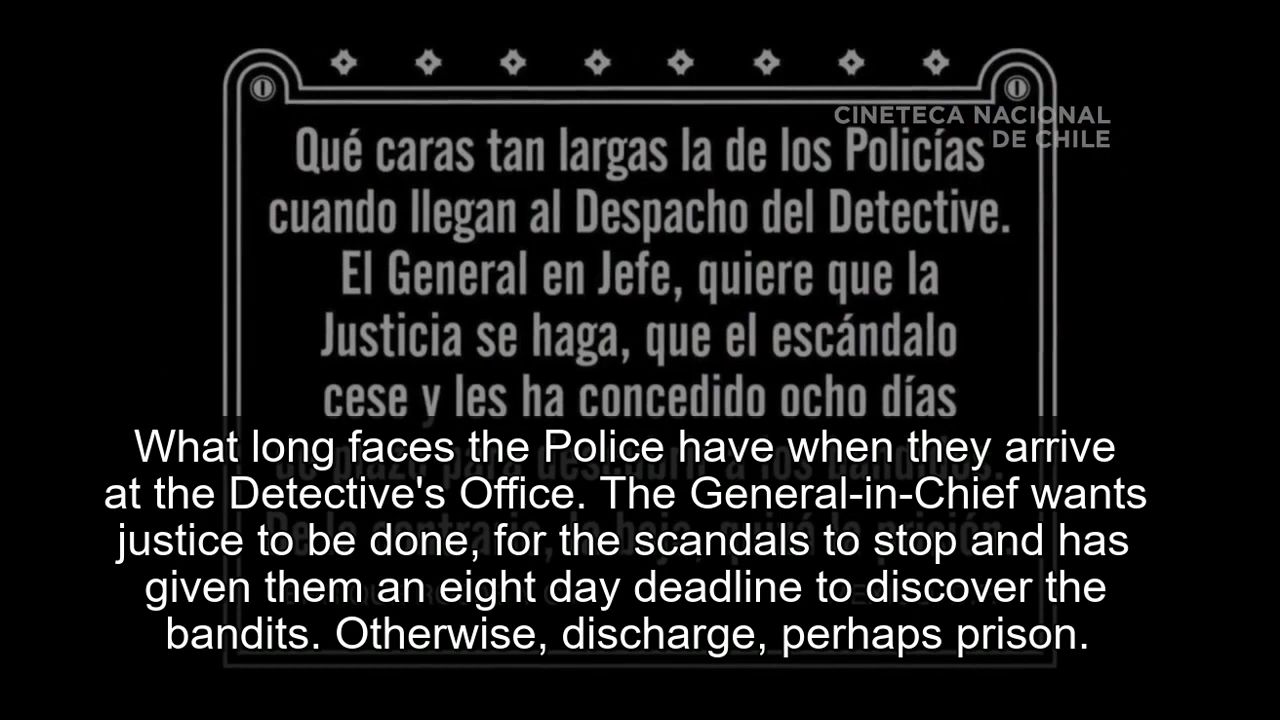 CINETECA NACIONAL
DE CHILE
Qué caras tan largas la de los Policías
cuando llegan al Despacho del Detective.
El General en Jefe, quiere que la
Justicia se haga, que el escándalo
cese y les ha concedido ocho días
What long faces the Police have when they arrive
at the Detective's Office. The General-in-Chief wants
justice to be done, for the scandals to stop and has
given them an eight day deadline to discover the
bandits. Otherwise, discharge, perhaps prison.